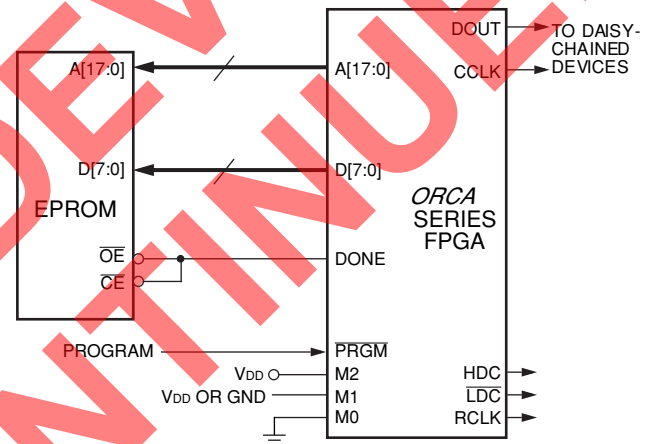 DOUT
TO DAISY-
CHAINED
DEVICES
A[17:0]
A[17:0]
CCLK
D[7:0]
D[7:0]
EPROM
ORCA
SERIES
FPGA
OE
DONE
CE
PROGRAM
PRGM
VDD
M2
HDC
VDD OR GND
M1
LDC
M0
RCLK